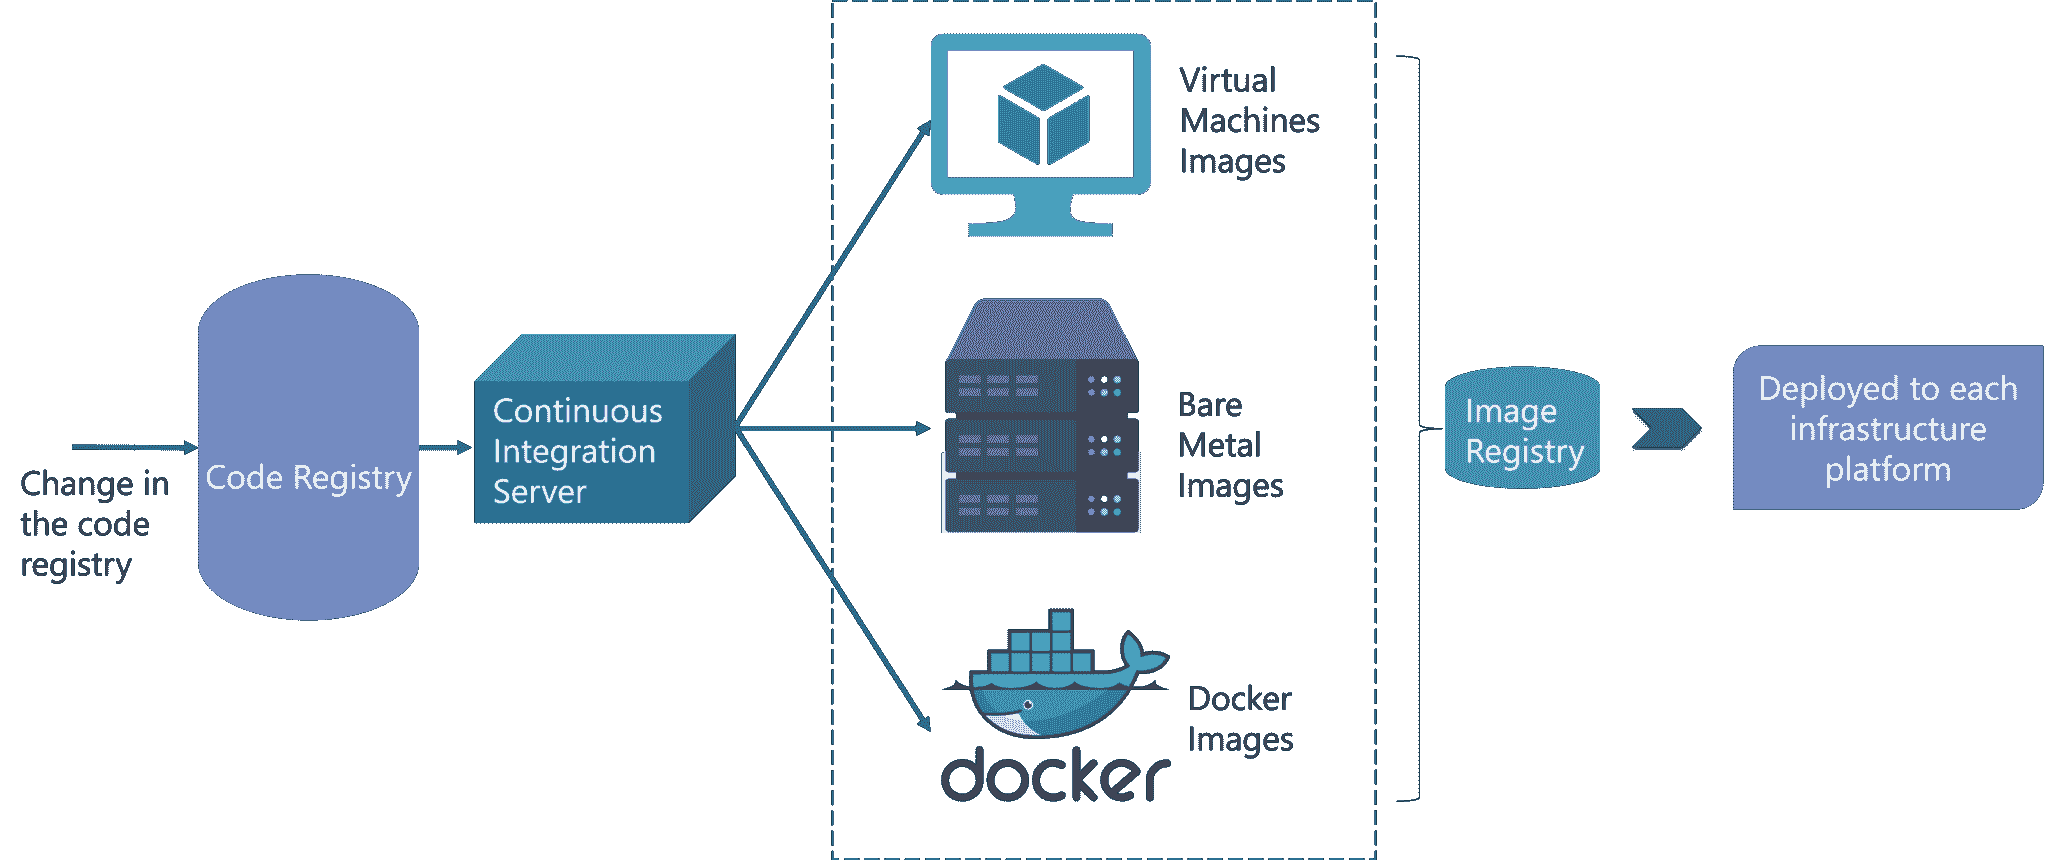 Change in
the code
registry
Code Registry
Continuous
Integration
Server
Virtual
Machines
Images
Bare
Metal
Images
docker
Docker
Images
Image
Registry
Deployed to each
infrastructure
platform